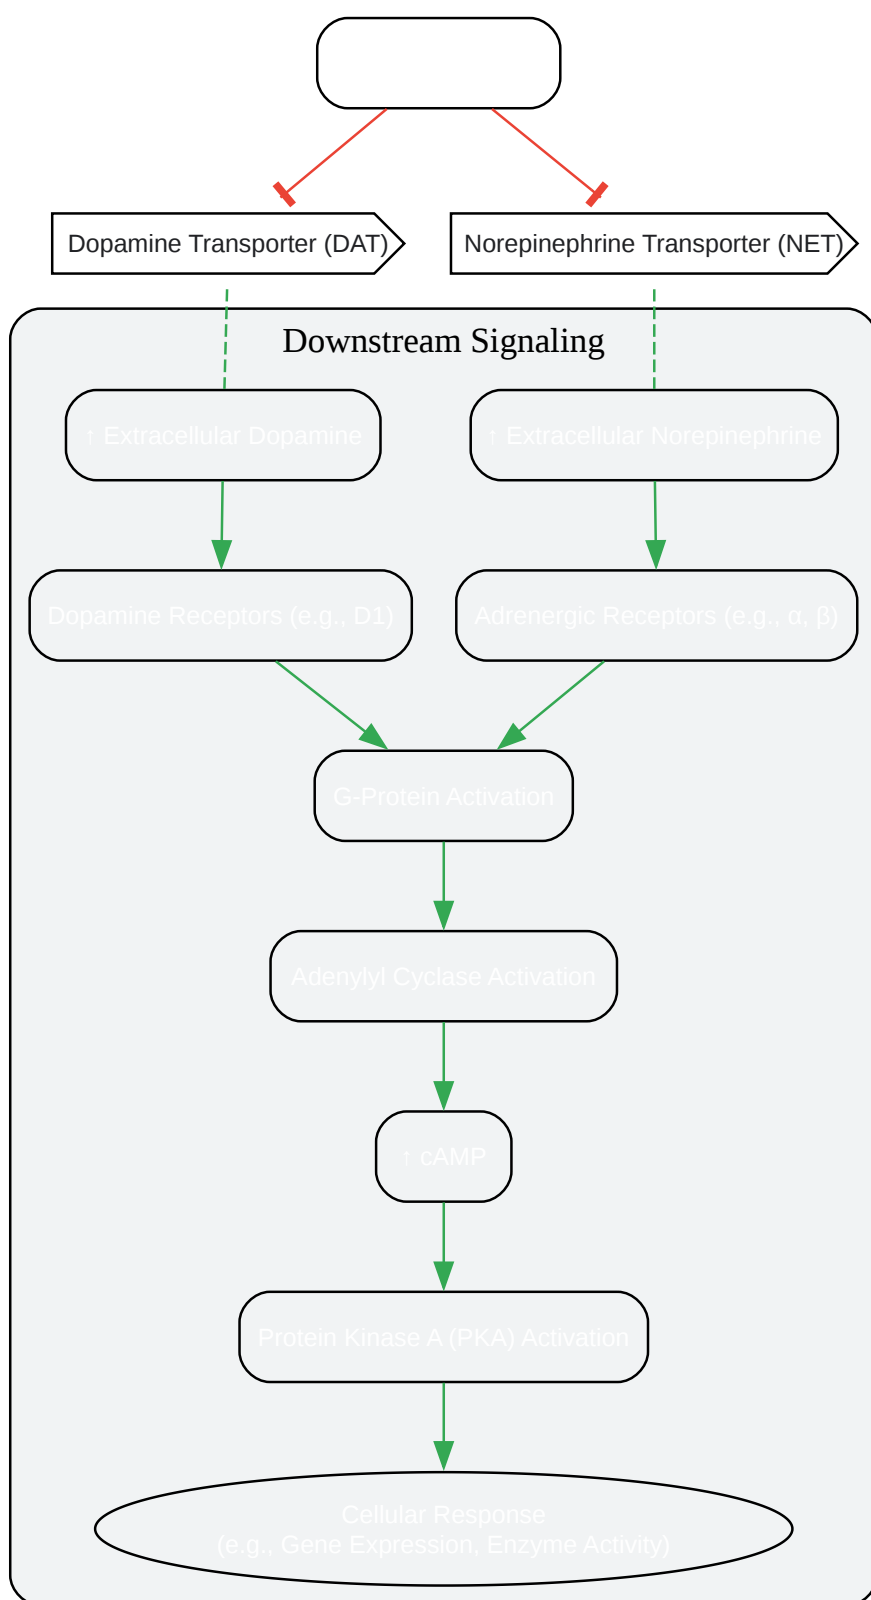 Dopamine Transporter (DAT)
Norepinephrine Transporter (NET)
Downstream Signaling
↑ Extracellular Dopamine
↑ Extracellular Norepinephrine
Dopamine Receptors (e.g., D1)
Adrenergic Receptors (e.g., α, β)
G-Protein Activation
Adenylyl Cyclase Activation
↑ cAMP
Protein Kinase A (PKA) Activation
Cellular Response
(e.g., Gene Expression, Enzyme Activity)